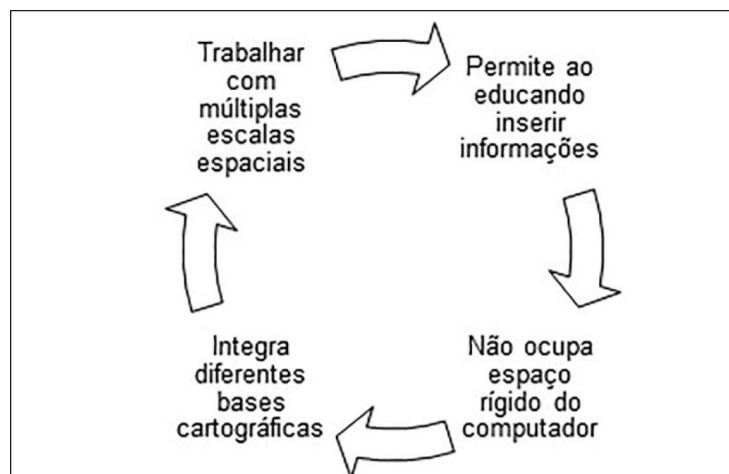 Trabalhar
com
múltiplas
escalas
espaciais
Permite ao
educando
inserir
informações
Não ocupa
espaço
rígido do
computador
Integra
diferentes
bases
cartográficas